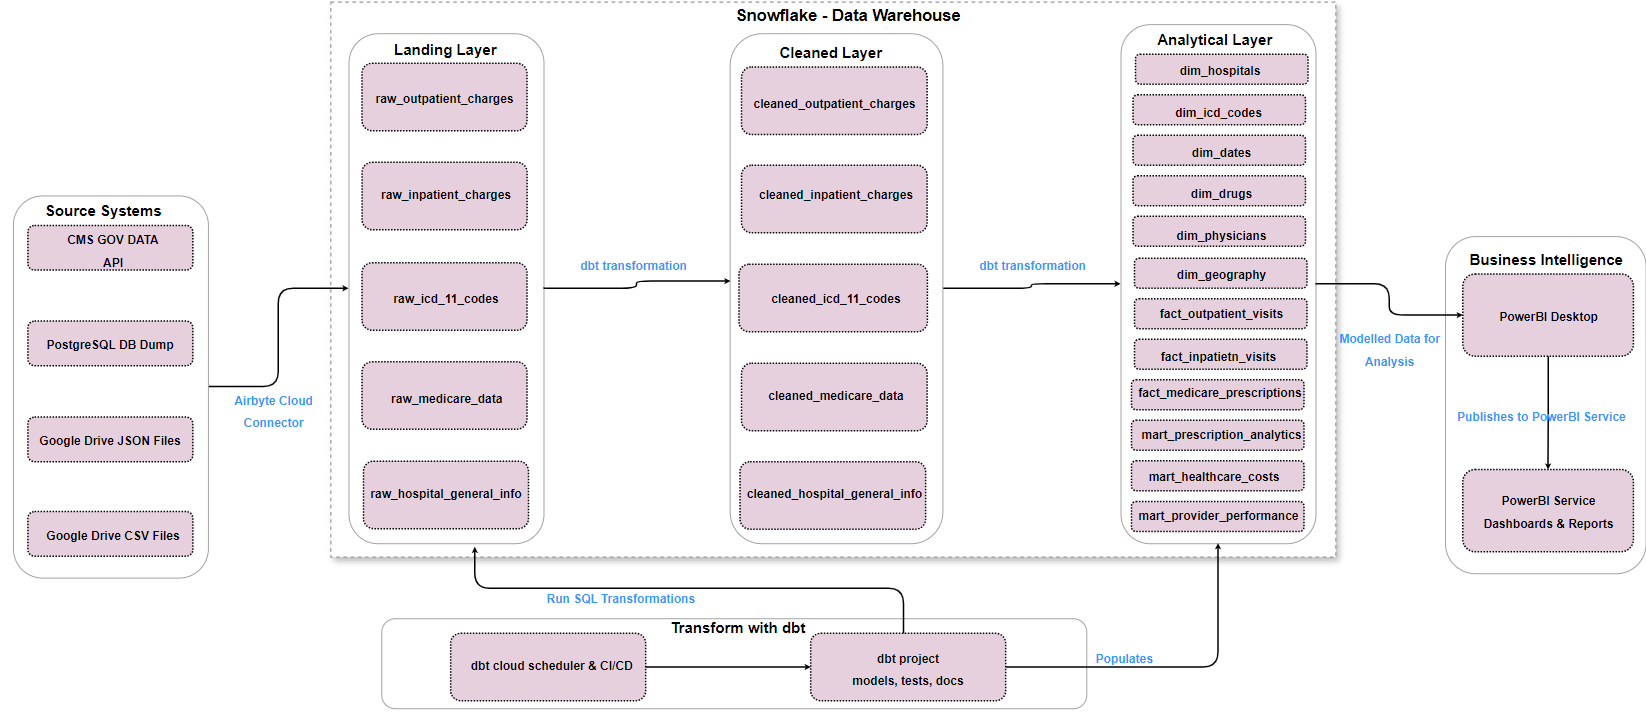 Snowflake - Data Warehouse
Source Systems
CMS GOV DATA
API
PostgreSQL DB Dump
Google Drive JSON Files
Google Drive CSV Files
Airbyte Cloud
Connector
Landing Layer
raw_outpatient_charges
raw_inpatient_charges
raw_icd_11_codes
raw_medicare_data
raw_hospital_general_info
dbt transformation
Cleaned Layer
cleaned_outpatient_charges
cleaned_inpatient_charges
cleaned_icd_11_codes
cleaned_medicare_data
cleaned_hospital_general_info
dbt transformation
Analytical Layer
dim_hospitals
dim_icd_codes
dim_dates
dim_drugs
dim_physicians
dim_geography
fact_outpatient_visits
fact_inpatietn_visits
fact_medicare_prescriptions
mart_prescription_analytics
mart_healthcare_costs
mart_provider_performance
Modelled Data for
Analysis
Business Intelligence
PowerBI Desktop
Publishes to PowerBI Service
PowerBI Service
Dashboards & Reports
Run SQL Transformations
Transform with dbt
dbt cloud scheduler & CI/CD
dbt project
models, tests, docs
Populates